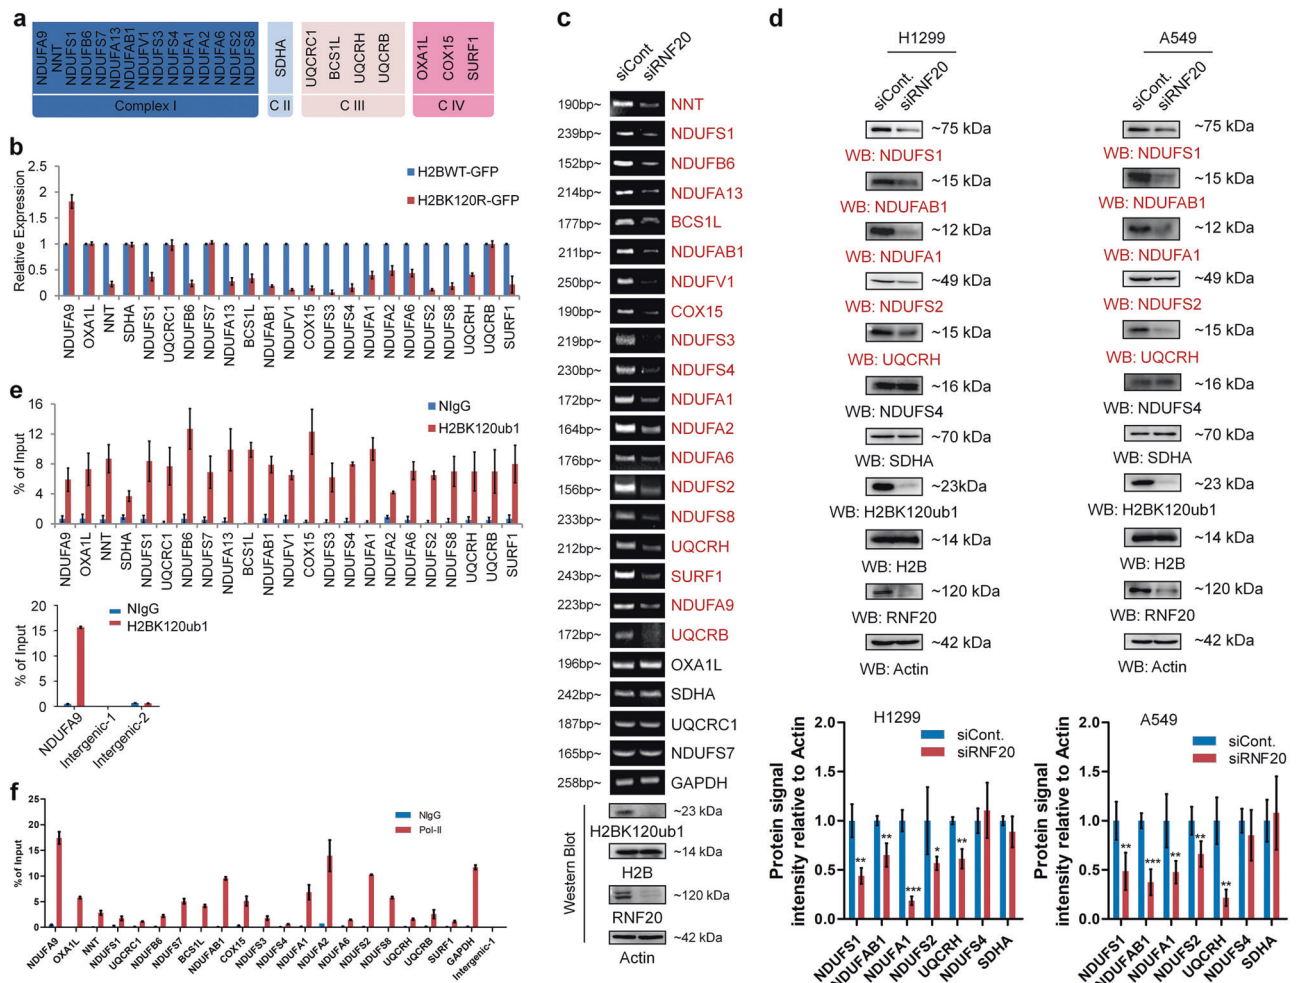 a
NDUFA9
NNT
NDUFS1
NDUFB6
NDUFS7
NDUFA13
NDUFAB1
NDUFV1
NDUFS3
NDUFS4
NDUFA1
NDUFA2
NDUFA6
NDUFS2
NDUFS8
SDHA
UQCRC1
BCS1L
UQCRH
UQCRB
OXA1L
COX15
SURF1
Complex I
C II
C III
C IV
b
Relative Expression
2.5
2
1.5
1
0.5
0
H2BWT-GFP
H2BK120R-GFP
NDUFA9
OXA1L
NNT
SDHA
NDUFS1
UQCRC1
NDUFB6
NDUFS7
NDUFA13
BCS1L
NDUFAB1
NDUFV1
COX15
NDUFS3
NDUFS4
NDUFA1
NDUFA2
NDUFA6
NDUFS2
NDUFS8
UQCRH
UQCRB
SURF1
e
% of Input
16
12
8
4
0
NIgG
H2BK120ub1
NDUFA9
OXA1L
NNT
SDHA
NDUFS1
UQCRC1
NDUFB6
NDUFS7
NDUFA13
BCS1L
NDUFAB1
NDUFV1
COX15
NDUFS3
NDUFS4
NDUFA1
NDUFA2
NDUFA6
NDUFS2
NDUFS8
UQCRH
UQCRB
SURF1
% of Input
20
15
10
5
0
NIgG
H2BK120ub1
NDUFA9
Intergenic-1
Intergenic-2
f
% of Input
25
20
15
10
5
0
NIgG
Pol-II
NDUFA9
OXA1L
NNT
NDUFS1
UQCRC1
NDUFB6
NDUFS7
BCS1L
NDUFAB1
COX15
NDUFS3
NDUFS4
NDUFA1
NDUFA2
NDUFA6
NDUFS2
NDUFS8
UQCRH
UQCRB
SURF1
GAPDH
Intergenic-1
c
siCont
siRNF20
190bp~ NNT
239bp~ NDUFS1
152bp~ NDUFB6
214bp~ NDUFA13
177bp~ BCS1L
211bp~ NDUFAB1
250bp~ NDUFV1
190bp~ COX15
219bp~ NDUFS3
230bp~ NDUFS4
172bp~ NDUFA1
164bp~ NDUFA2
176bp~ NDUFA6
156bp~ NDUFS2
233bp~ NDUFS8
212bp~ UQCRH
243bp~ SURF1
223bp~ NDUFA9
172bp~ UQCRB
196bp~ OXA1L
242bp~ SDHA
187bp~ UQCRC1
165bp~ NDUFS7
258bp~ GAPDH
Western Blot
~23 kDa
H2BK120ub1
~14 kDa
H2B
~120 kDa
RNF20
~42 kDa
Actin
d
H1299
siCont.
siRNF20
~75 kDa
WB: NDUFS1
~15 kDa
WB: NDUFAB1
~12 kDa
WB: NDUFA1
~49 kDa
WB: NDUFS2
~15 kDa
WB: UQCRH
~16 kDa
WB: NDUFS4
~70 kDa
WB: SDHA
~23kDa
WB: H2BK120ub1
~14 kDa
WB: H2B
~120 kDa
WB: RNF20
~42 kDa
WB: Actin
A549
siCont.
siRNF20
~75 kDa
WB: NDUFS1
~15 kDa
WB: NDUFAB1
~12 kDa
WB: NDUFA1
~49 kDa
WB: NDUFS2
~15 kDa
WB: UQCRH
~16 kDa
WB: NDUFS4
~70 kDa
WB: SDHA
~23 kDa
WB: H2BK120ub1
~14 kDa
WB: H2B
~120 kDa
WB: RNF20
~42 kDa
WB: Actin
H1299
Protein signal
intensity relative to Actin
2.0
1.5
1.0
0.5
0.0
siCont.
siRNF20
**
**
***
*
**
NDUFS1
NDUFAB1
NDUFA1
NDUFS2
UQCRH
NDUFS4
SDHA
A549
Protein signal
intensity relative to Actin
2.0
1.5
1.0
0.5
0.0
siCont.
siRNF20
**
***
**
**
**
NDUFS1
NDUFAB1
NDUFA1
NDUFS2
UQCRH
NDUFS4
SDHA